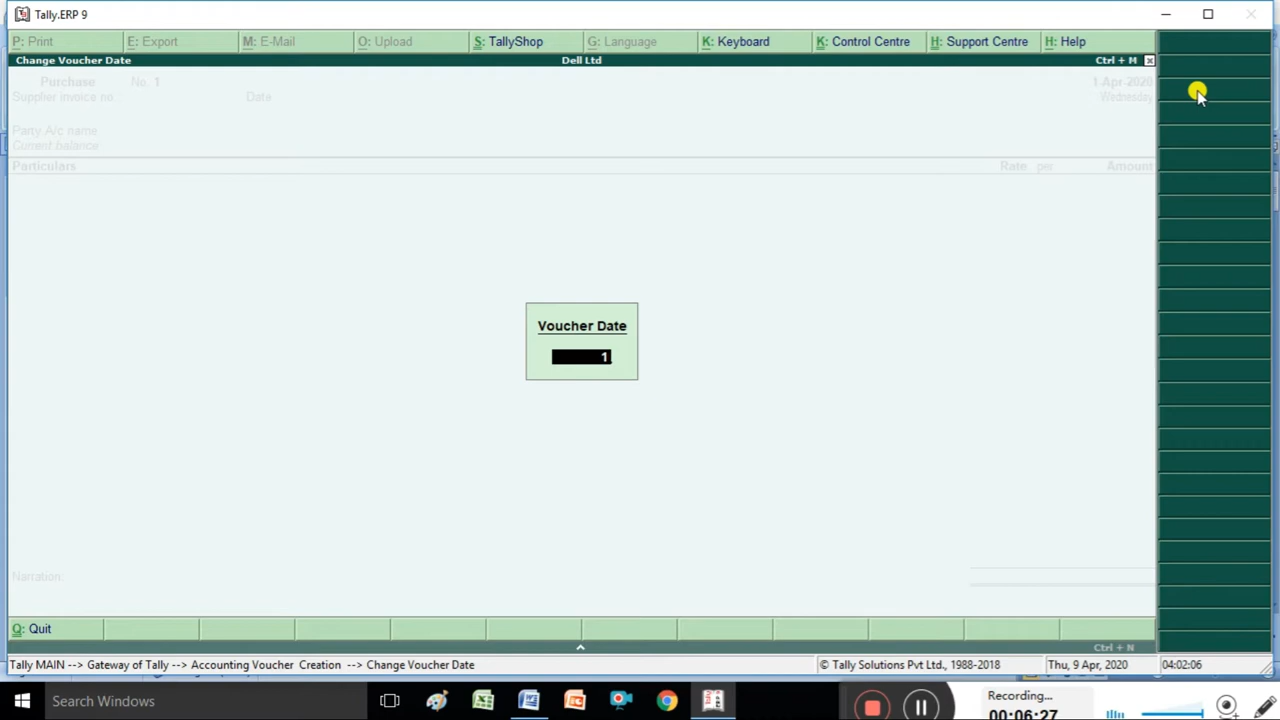 Tally.ERP 9
P: Print E: Export M: E-Mail O: Upload S: TallyShop G: Language K: Keyboard K: Control Centre H: Support Centre H: Help
Change Voucher Date Dell Ltd Ctrl + M
Purchase No. 1 1 Apr 2020
Supplier invoice no. Date Wednesday
Party A/c name
Current balance
Particulars Rate per Amount
Voucher Date
1
Narration:
Q: Quit
Ctrl + N
Tally MAIN --> Gateway of Tally --> Accounting Voucher Creation --> Change Voucher Date © Tally Solutions Pvt Ltd., 1988-2018 Thu, 9 Apr, 2020 04:02:06
Search Windows
Recording...
00:06:27